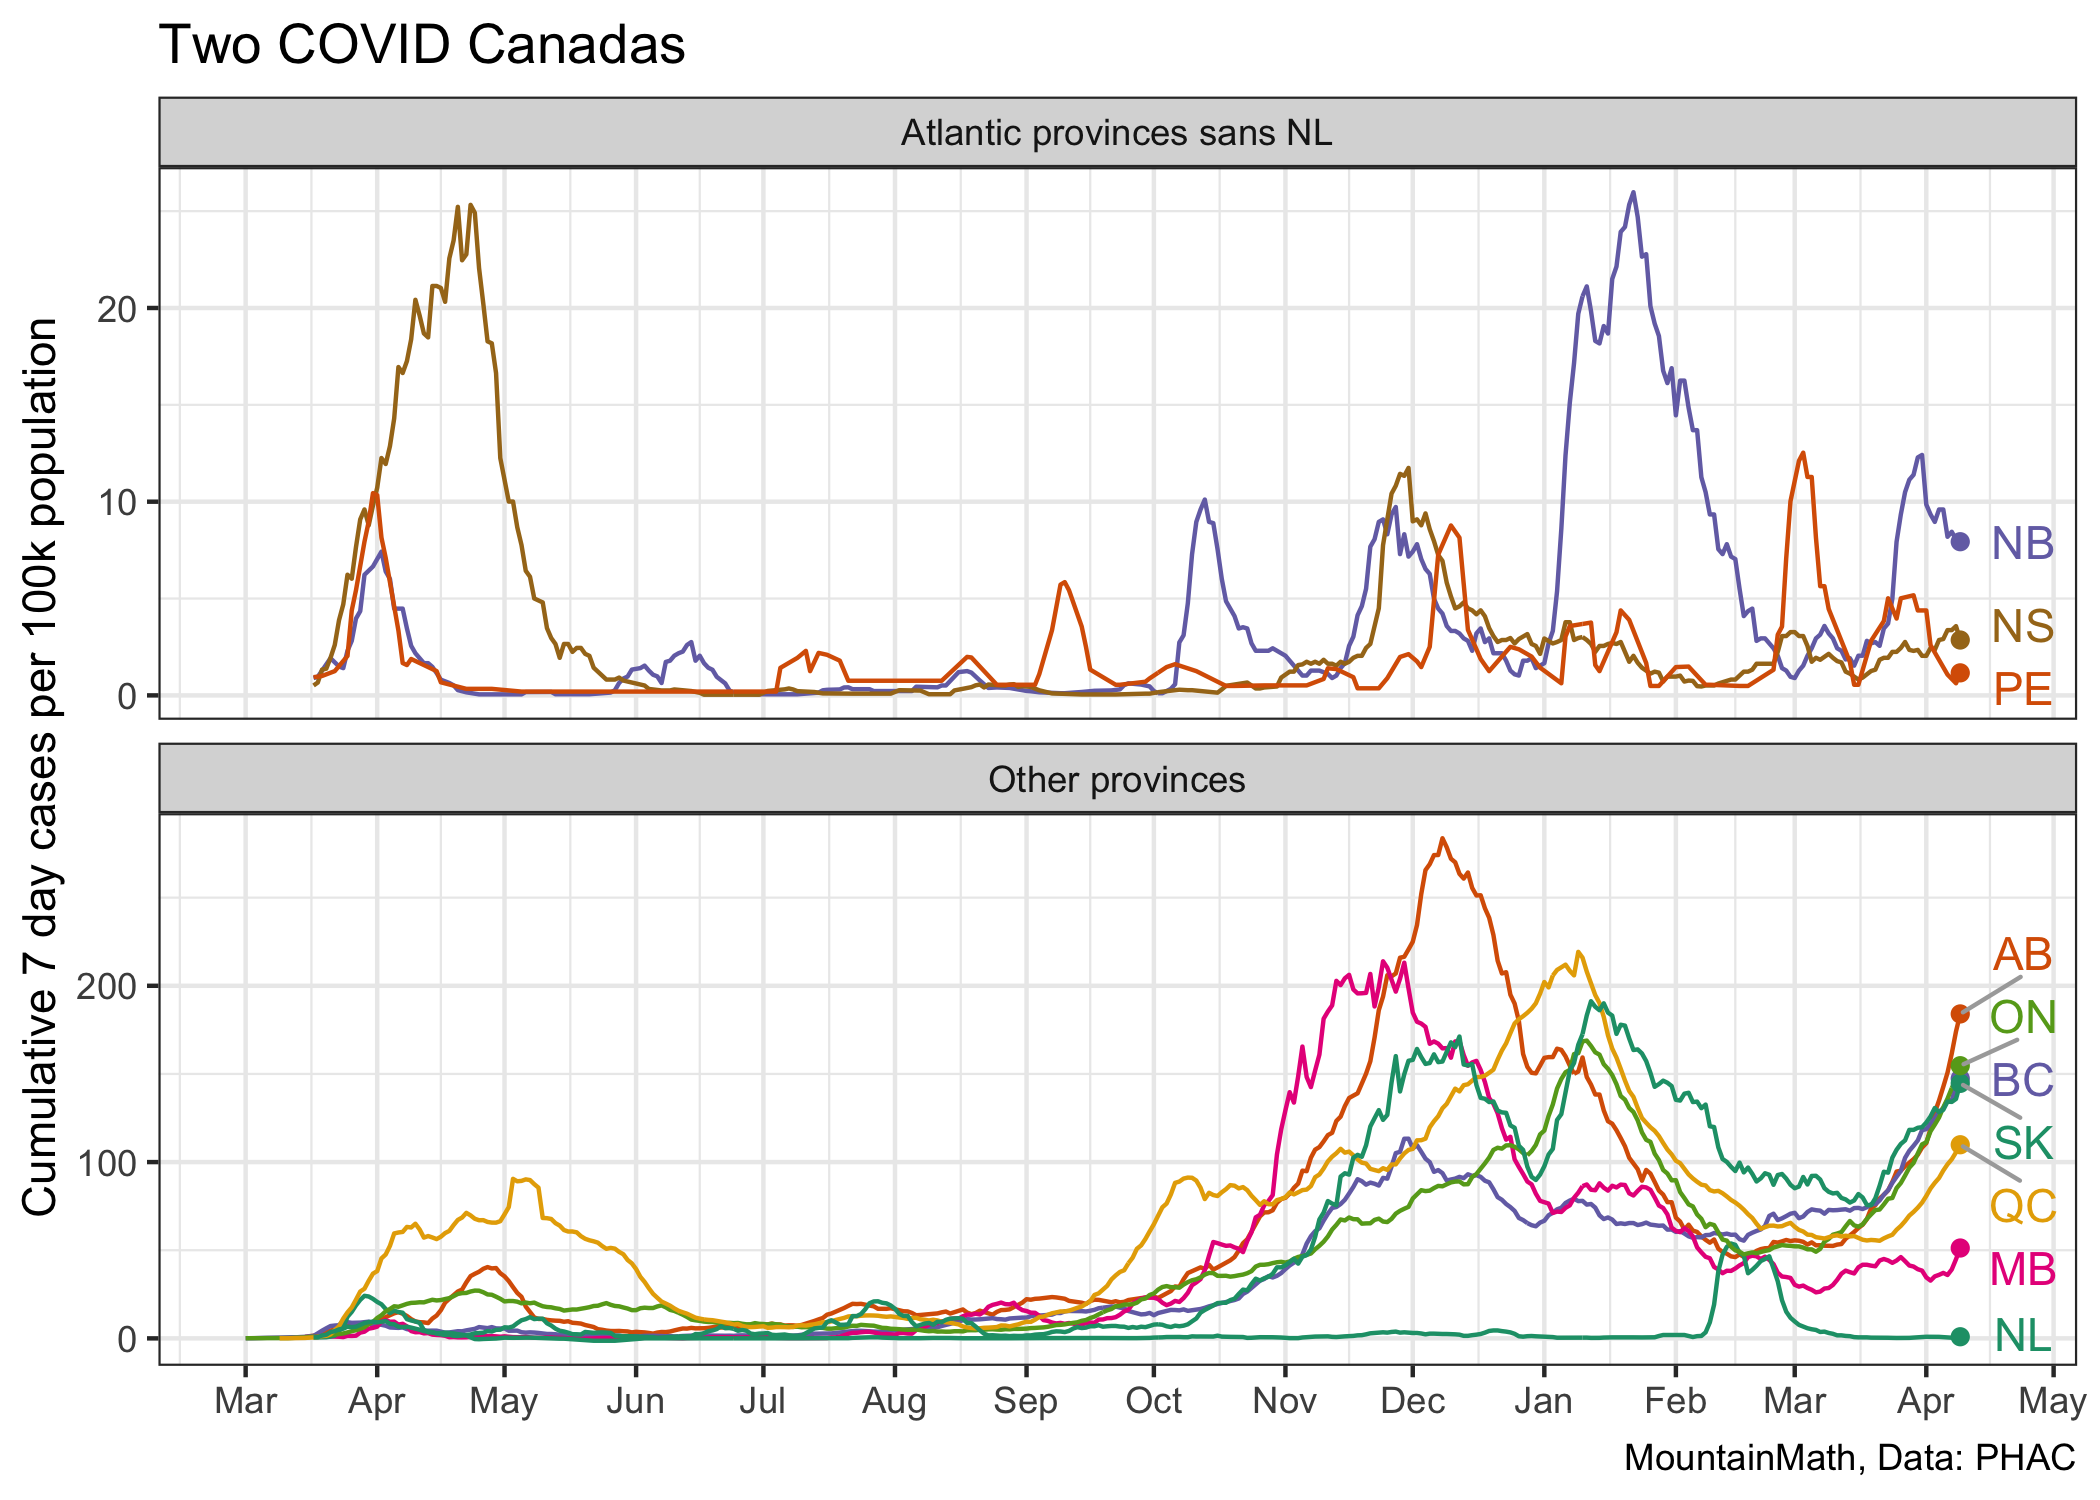 Two COVID Canadas
Cumulative 7 day cases per 100k population
Atlantic provinces sans NL
20
10
0
NB
NS
PE
Other provinces
200
100
0
AB
ON
BC
SK
QC
MB
NL
Mar Apr May Jun Jul Aug Sep Oct Nov Dec Jan Feb Mar Apr May
MountainMath, Data: PHAC